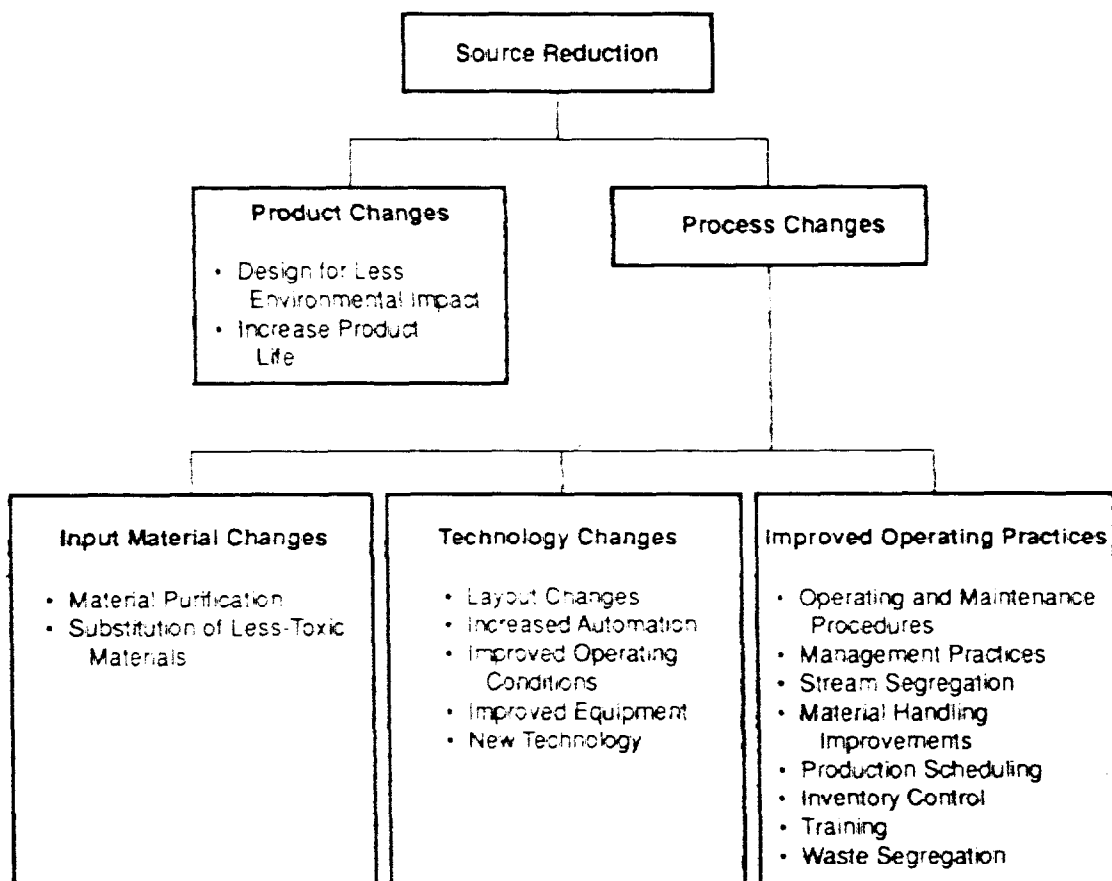 Source Reduction
Product Changes
• Design for Less
Environmental Impact
• Increase Product
Life
Process Changes
Input Material Changes
• Material Purification
• Substitution of Less-Toxic
Materials
Technology Changes
• Layout Changes
• Increased Automation
• Improved Operating
Conditions
• Improved Equipment
• New Technology
Improved Operating Practices
• Operating and Maintenance
Procedures
• Management Practices
• Stream Segregation
• Material Handling
Improvements
• Production Scheduling
• Inventory Control
• Training
• Waste Segregation